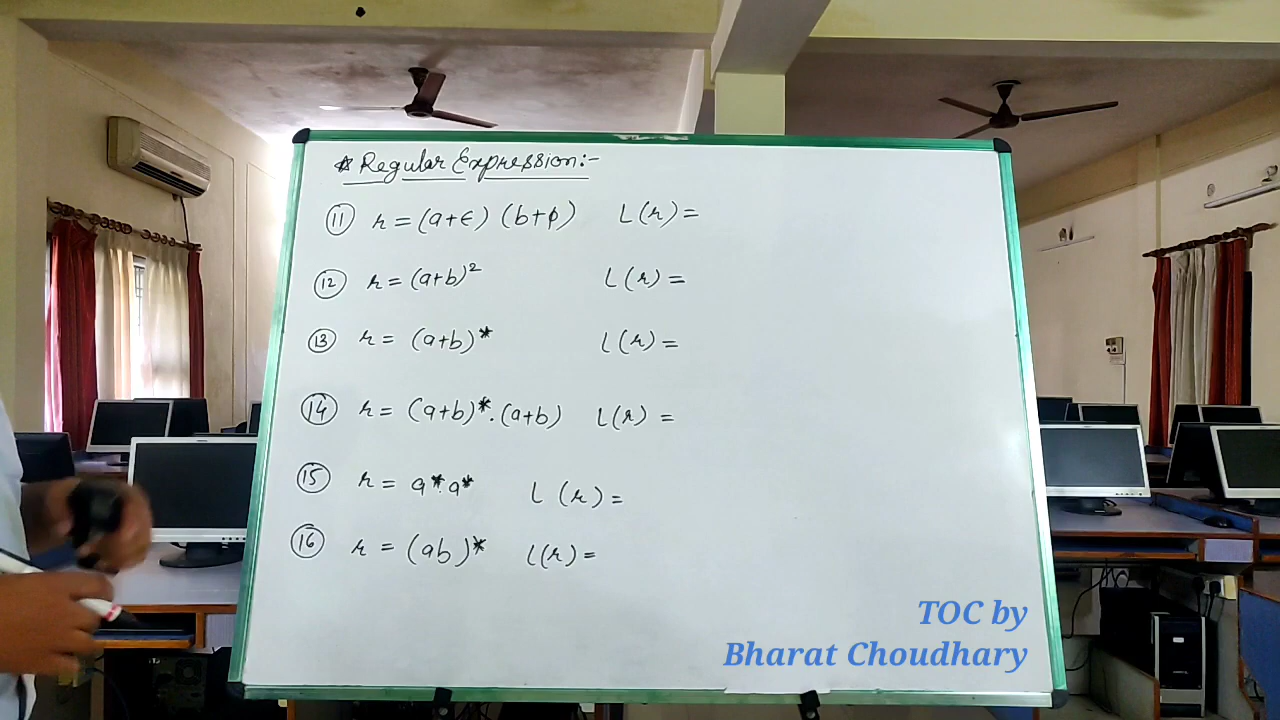 * Regular Expression:-
11 r = (a+ε) (b+ϕ) L(r) =
12 r = (a+b)² L(r) =
13 r = (a+b)* L(r) =
14 r = (a+b)*.(a+b) L(r) =
15 r = a*.a* L(r) =
16 r = (ab)* L(r) =
TOC by
Bharat Choudhary